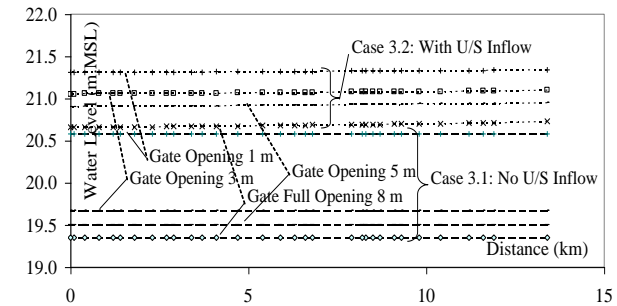 22.0
21.5
21.0
20.5
20.0
19.5
19.0
Water Level (m;MSL)
Case 3.2: With U/S Inflow
Gate Opening 1 m
Gate Opening 3 m
Gate Opening 5 m
Gate Full Opening 8 m
Case 3.1: No U/S Inflow
Distance (km)
0
5
10
15